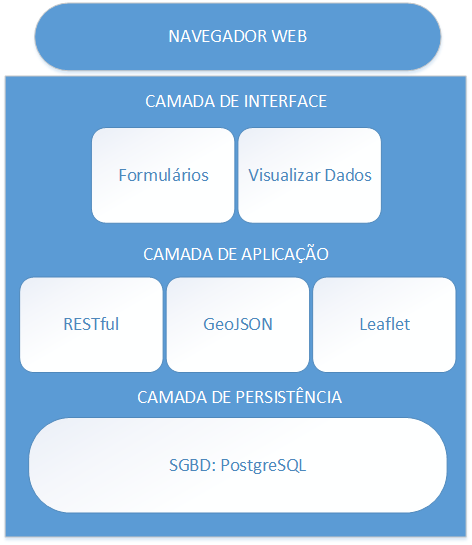 NAVEGADOR WEB
CAMADA DE INTERFACE
Formulários
Visualizar Dados
CAMADA DE APLICAÇÃO
RESTful
GeoJSON
Leaflet
CAMADA DE PERSISTÊNCIA
SGBD: PostgreSQL